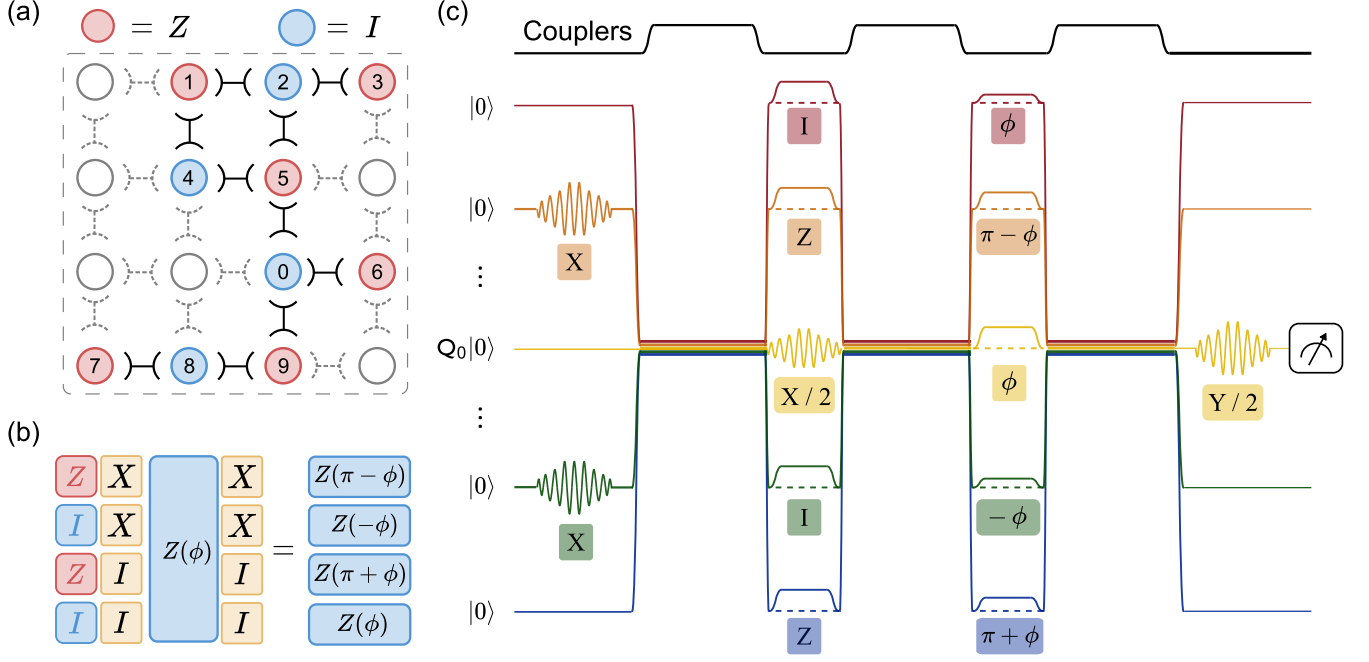 (a)
= Z
= I
1 2 3
4 5
0 6
7 8 9
(b)
Z X X Z(π − ϕ)
I X X Z(−ϕ)
Z(ϕ) =
Z I I Z(π + ϕ)
I I I Z(ϕ)
(c)
Couplers
|0⟩ I ϕ
|0⟩ X Z π − ϕ
⋮
Q₀|0⟩ X / 2 ϕ Y / 2
⋮
|0⟩ X I − ϕ
|0⟩ Z π + ϕ